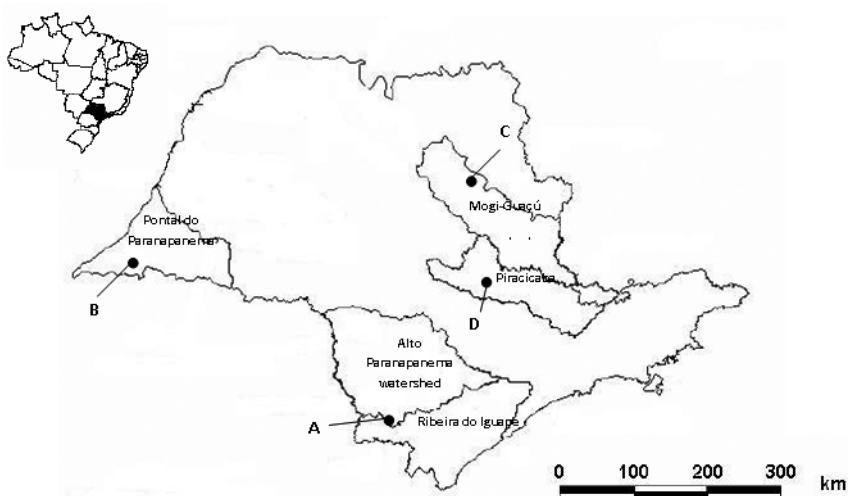 C
Mogi-Guaçú
Pontal do
Paranapanema
B
Piracicaba
D
Alto
Paranapanema
watershed
A
Ribeira do Iguape
0 100 200 300
km